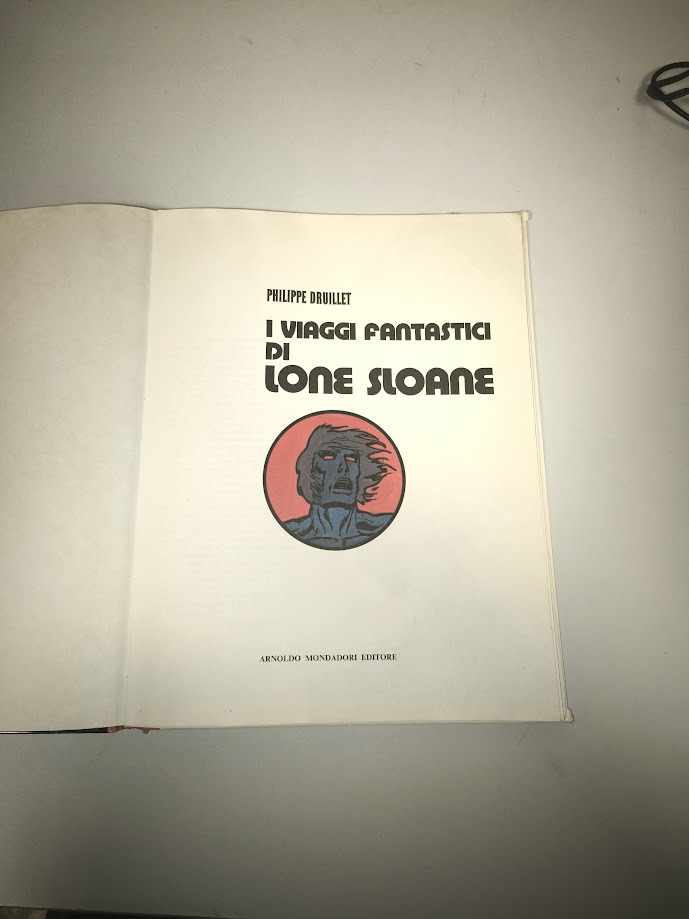 PHILIPPE DRUILLET
I VIAGGI FANTASTICI
DI
LONE SLOANE
ARNOLDO MONDADORI EDITORE